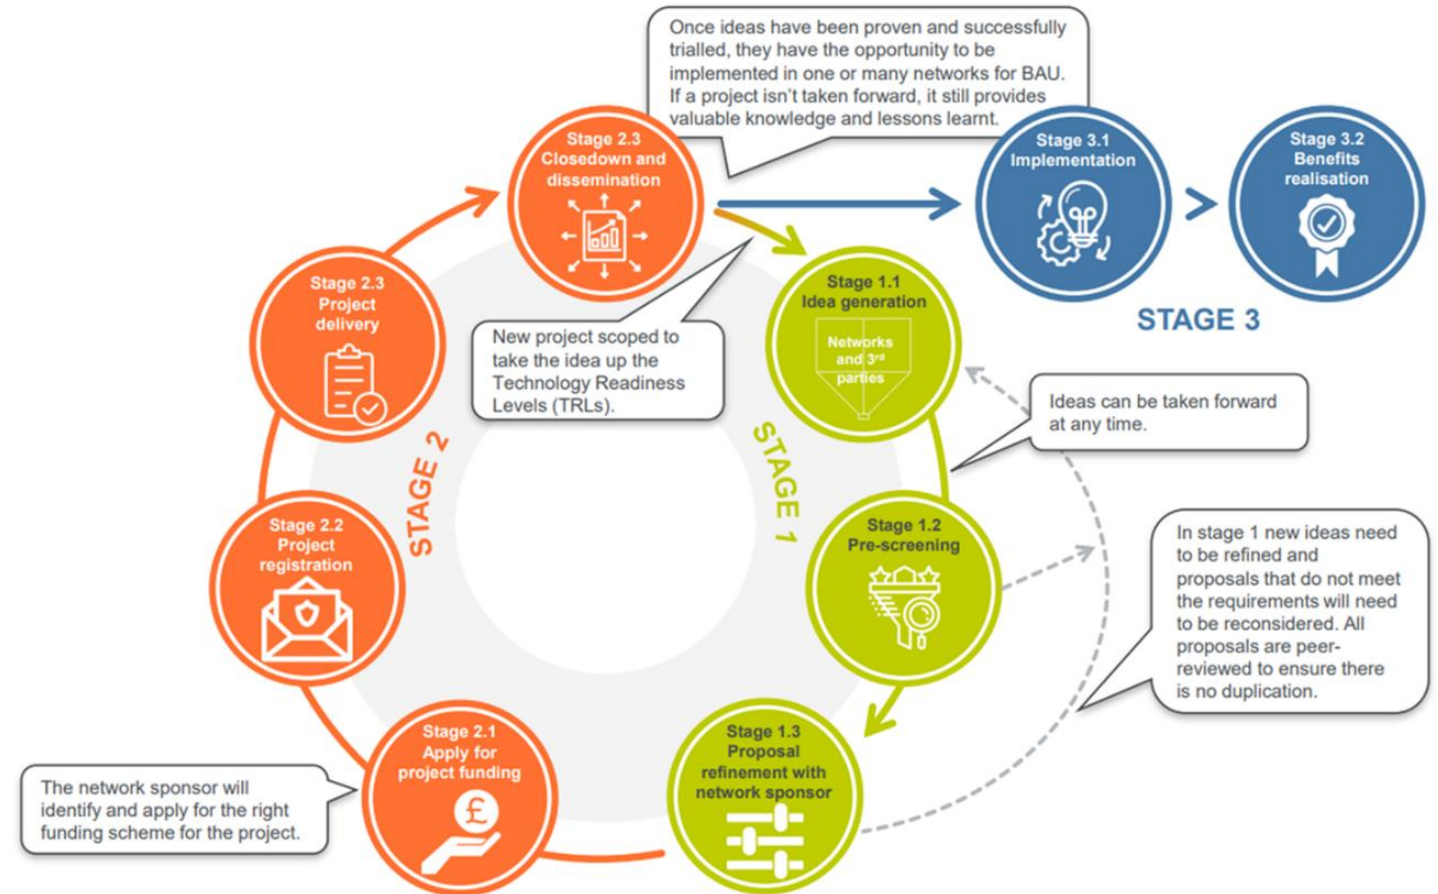 Once ideas have been proven and successfully
trialled, they have the opportunity to be
implemented in one or many networks for BAU.
If a project isn't taken forward, it still provides
valuable knowledge and lessons learnt.
Stage 2.3
Closedown and
dissemination
Stage 3.1
Implementation
Stage 3.2
Benefits
realisation
STAGE 3
Stage 1.1
Idea generation
Networks
and 3rd
parties
Stage 2.3
Project
delivery
New project scoped to
take the idea up the
Technology Readiness
Levels (TRLs).
Ideas can be taken forward
at any time.
STAGE 2
STAGE 1
Stage 2.2
Project
registration
Stage 1.2
Pre-screening
In stage 1 new ideas need
to be refined and
proposals that do not meet
the requirements will need
to be reconsidered. All
proposals are peer-
reviewed to ensure there
is no duplication.
Stage 2.1
Apply for
project funding
£
Stage 1.3
Proposal
refinement with
network sponsor
The network sponsor will
identify and apply for the right
funding scheme for the project.